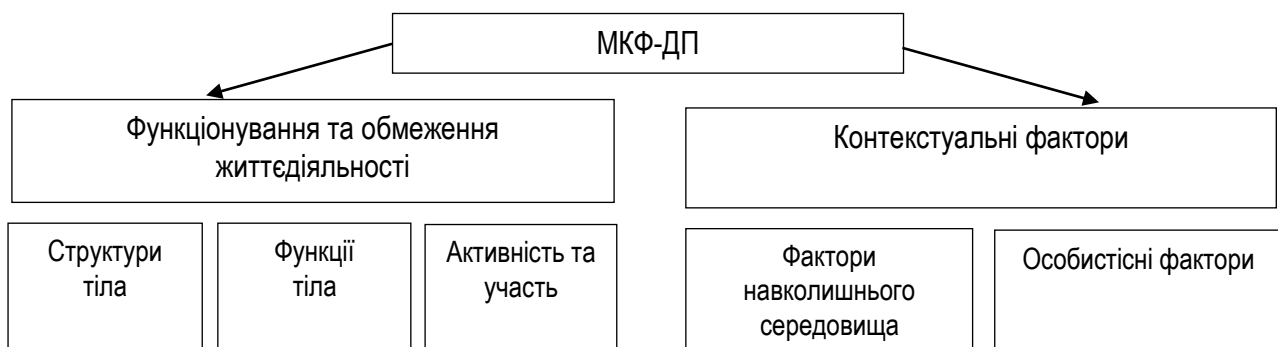 МКФ-ДП
Функціонування та обмеження
життєдіяльності
Контекстуальні фактори
Структури
тіла
Функції
тіла
Активність та
участь
Фактори
навколишнього
середовища
Особистісні фактори